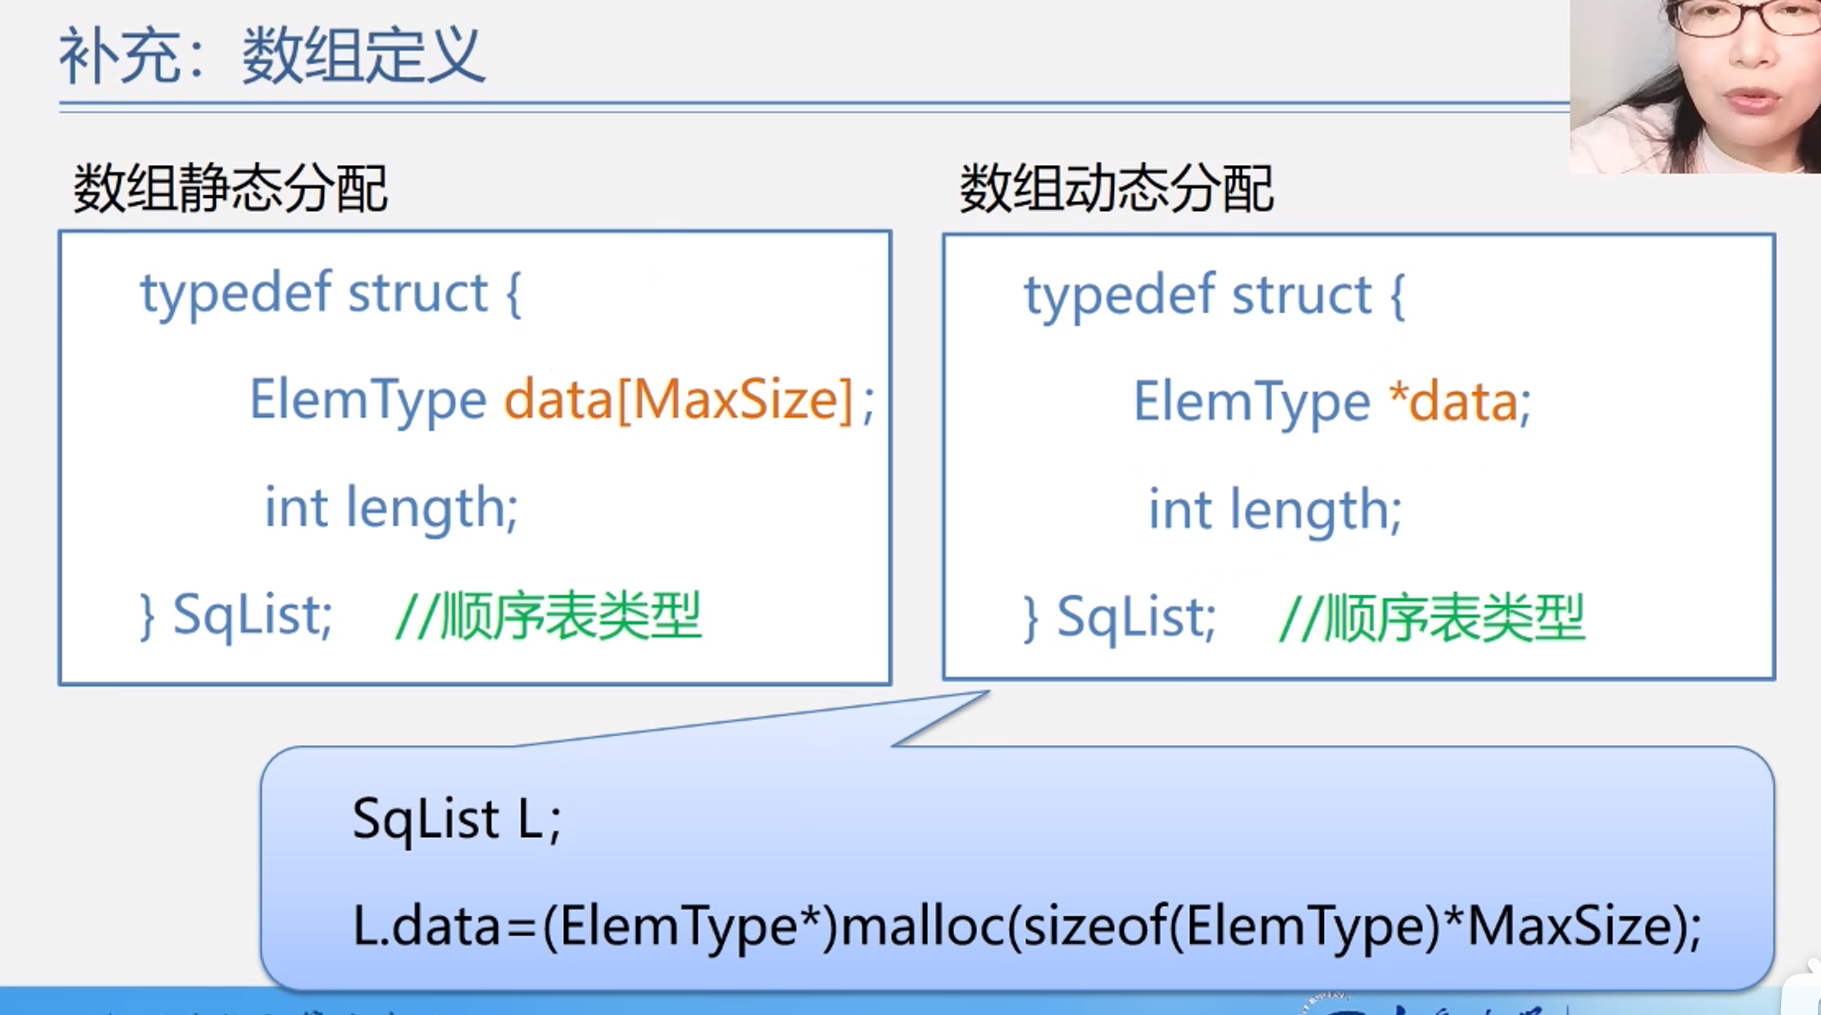 补充：数组定义
数组静态分配
typedef struct {
ElemType data[MaxSize];
int length;
} SqList; //顺序表类型
数组动态分配
typedef struct {
ElemType *data;
int length;
} SqList; //顺序表类型
SqList L;
L.data=(ElemType*)malloc(sizeof(ElemType)*MaxSize);